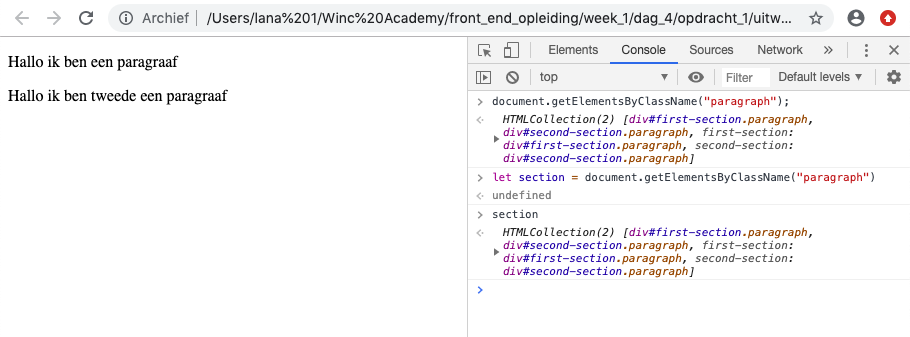 Archief /Users/lana%201/Winc%20Academy/front_end_opleiding/week_1/dag_4/opdracht_1/uitw...
Hallo ik ben een paragraaf
Hallo ik ben tweede een paragraaf
Elements Console Sources Network »
top Filter Default levels
> document.getElementsByClassName("paragraph");
HTMLCollection(2) [div#first-section.paragraph,
div#second-section.paragraph, first-section:
div#first-section.paragraph, second-section:
div#second-section.paragraph]
> let section = document.getElementsByClassName("paragraph")
undefined
> section
HTMLCollection(2) [div#first-section.paragraph,
div#second-section.paragraph, first-section:
div#first-section.paragraph, second-section:
div#second-section.paragraph]
>